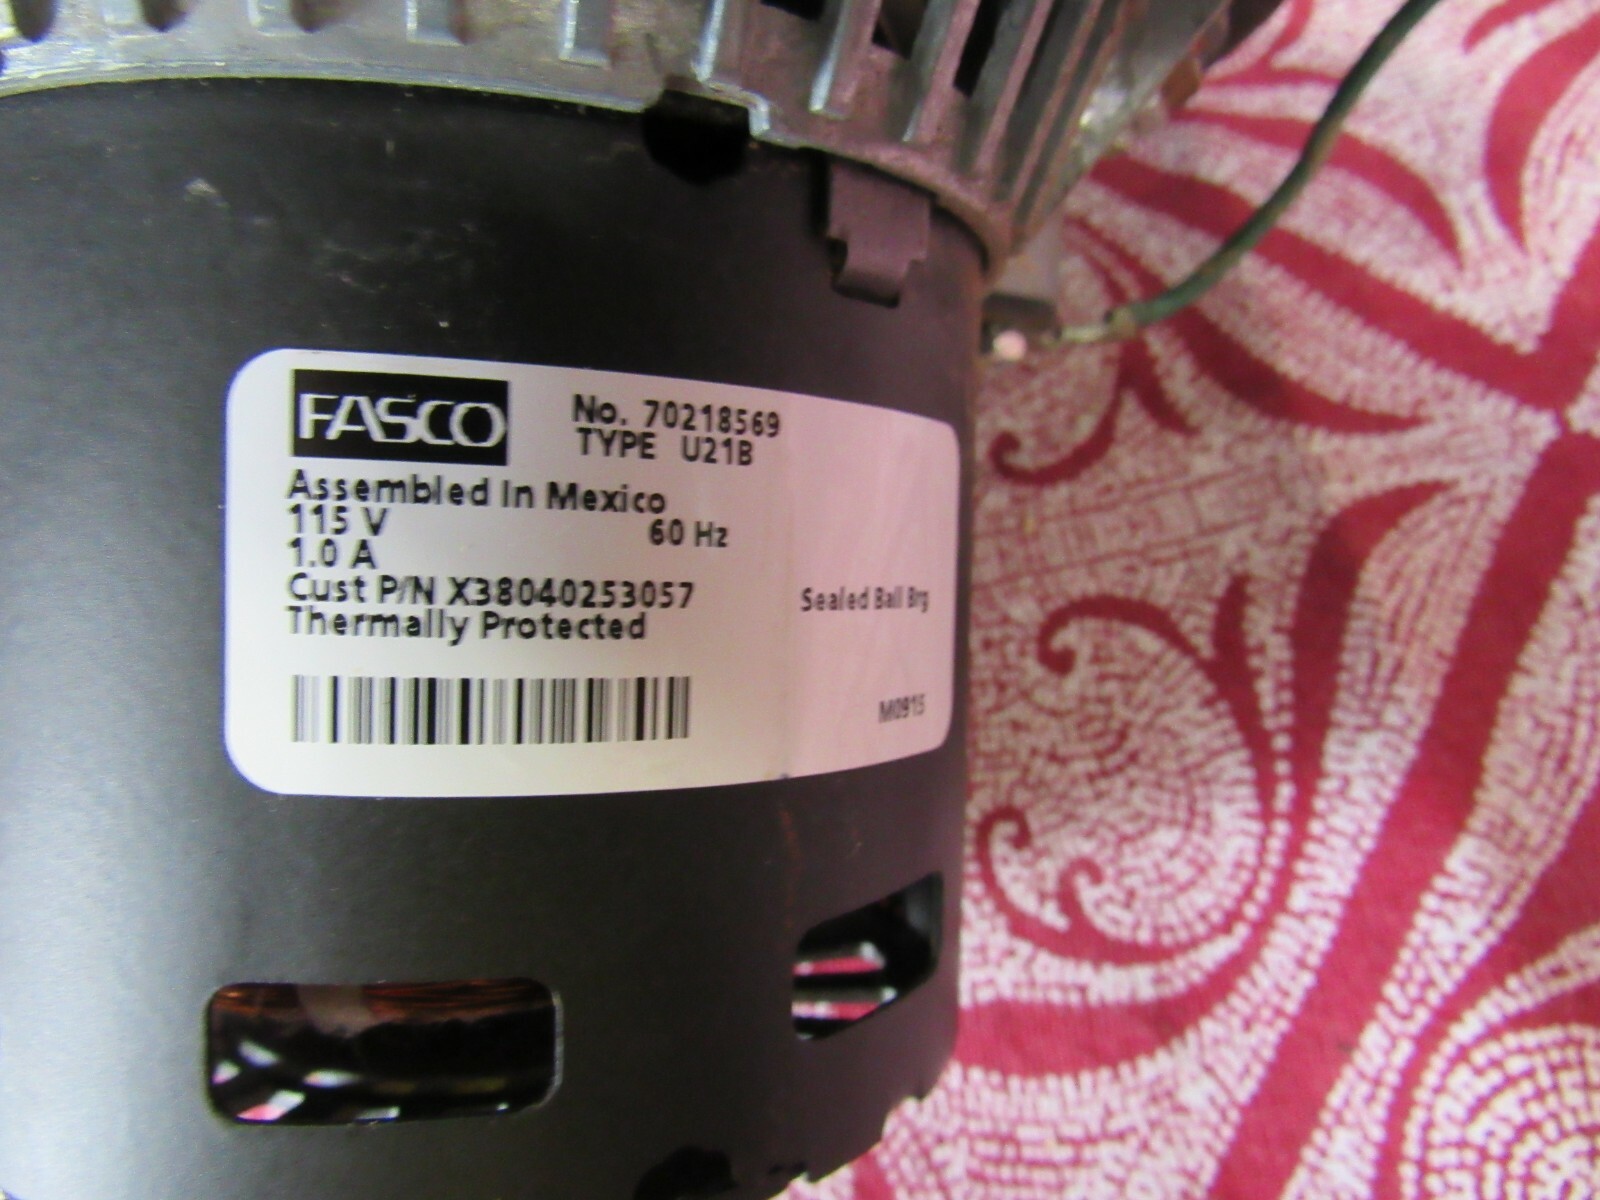 FASCO
No. 70218569
TYPE U21B
Assembled In Mexico
115 V 60 Hz
1.0 A
Cust P/N X38040253057
Thermally Protected
Sealed Ball Brg
M0915